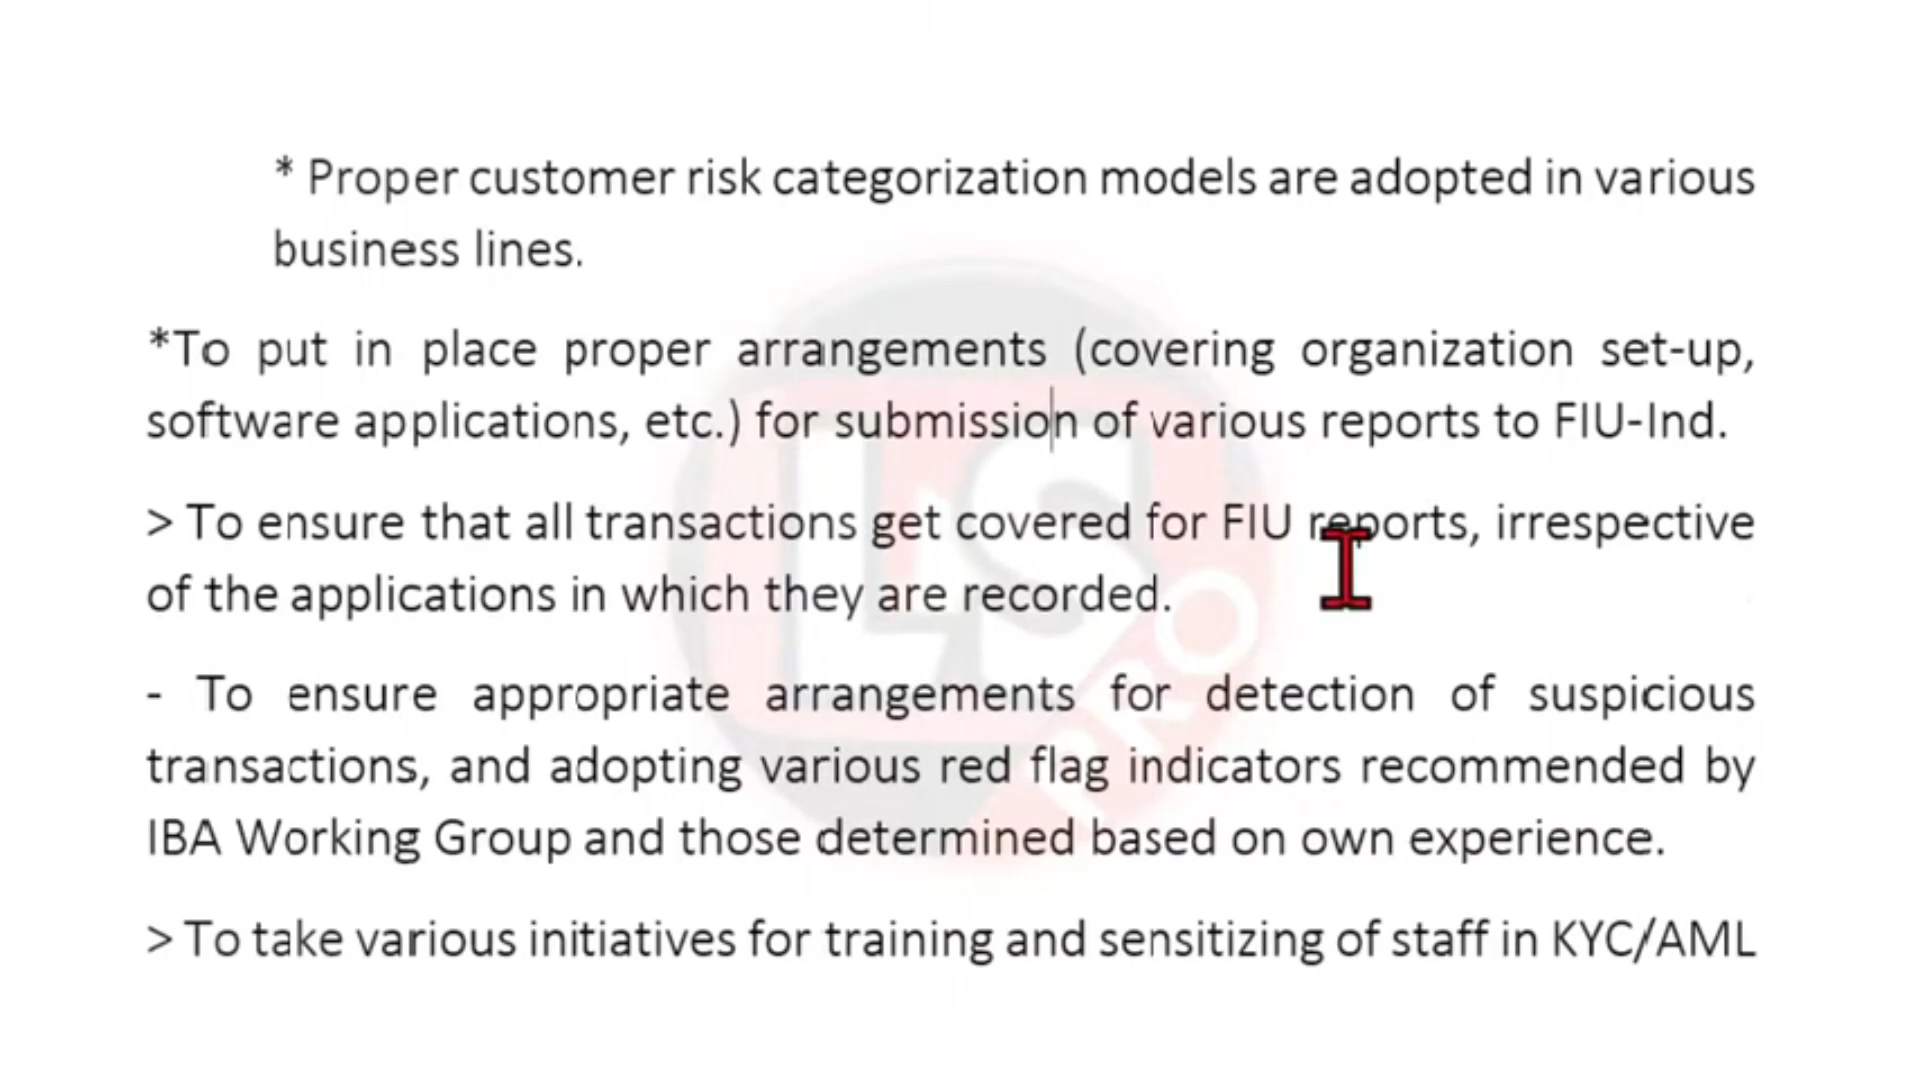 * Proper customer risk categorization models are adopted in various
business lines.
*To put in place proper arrangements (covering organization set-up,
software applications, etc.) for submission of various reports to FIU-Ind.
> To ensure that all transactions get covered for FIU reports, irrespective
of the applications in which they are recorded.
- To ensure appropriate arrangements for detection of suspicious
transactions, and adopting various red flag indicators recommended by
IBA Working Group and those determined based on own experience.
> To take various initiatives for training and sensitizing of staff in KYC/AML
LS
PRO